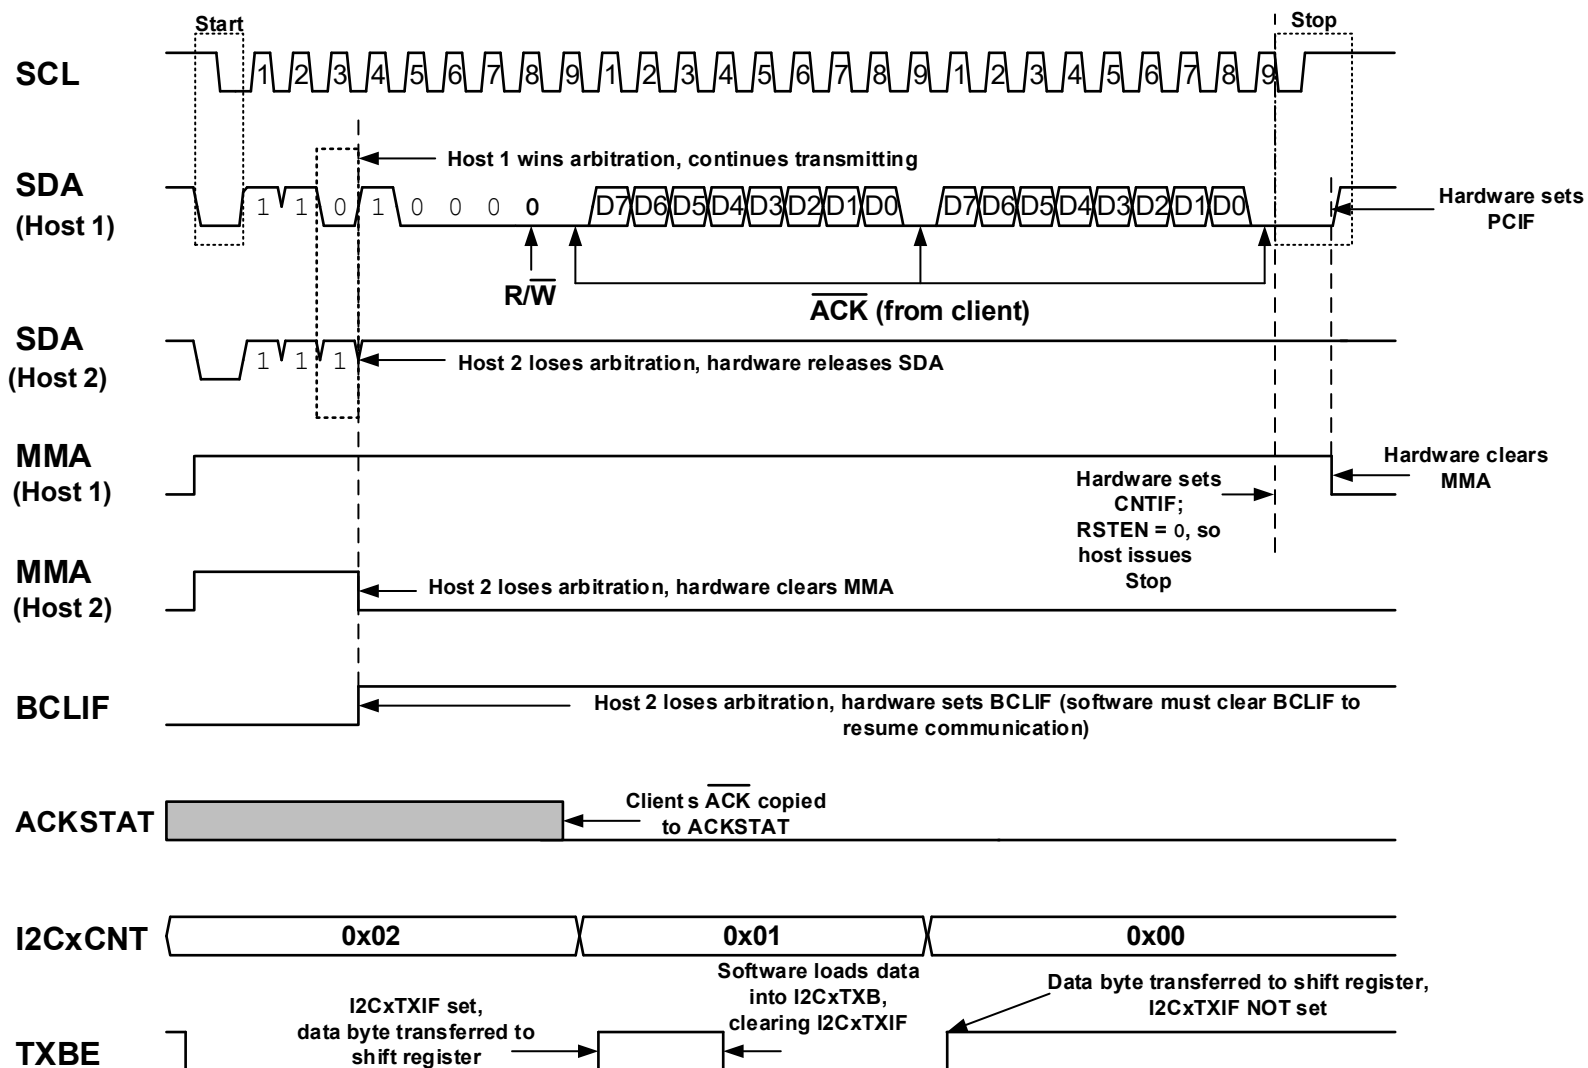 Start
Stop
SCL
1 2 3 4 5 6 7 8 9 1 2 3 4 5 6 7 8 9 1 2 3 4 5 6 7 8 9
Host 1 wins arbitration, continues transmitting
SDA
(Host 1)
1 1 0 1 0 0 0 0
D7 D6 D5 D4 D3 D2 D1 D0
D7 D6 D5 D4 D3 D2 D1 D0
Hardware sets
PCIF
R/W̅
A̅C̅K̅ (from client)
SDA
(Host 2)
1 1 1
Host 2 loses arbitration, hardware releases SDA
MMA
(Host 1)
Hardware clears
MMA
Hardware sets
CNTIF;
RSTEN = 0, so
host issues
Stop
MMA
(Host 2)
Host 2 loses arbitration, hardware clears MMA
BCLIF
Host 2 loses arbitration, hardware sets BCLIF (software must clear BCLIF to
resume communication)
ACKSTAT
Client s A̅C̅K̅ copied
to ACKSTAT
I2CxCNT
0x02
0x01
0x00
I2CxTXIF set,
data byte transferred to
shift register
Software loads data
into I2CxTXB,
clearing I2CxTXIF
Data byte transferred to shift register,
I2CxTXIF NOT set
TXBE